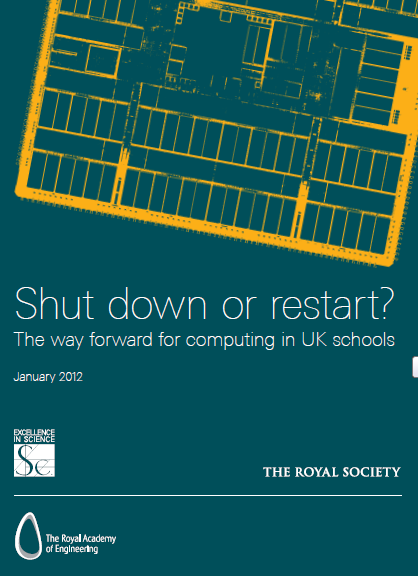 Shut down or restart?
The way forward for computing in UK schools
January 2012
EXCELLENCE
IN SCIENCE
THE ROYAL SOCIETY
The Royal Academy
of Engineering